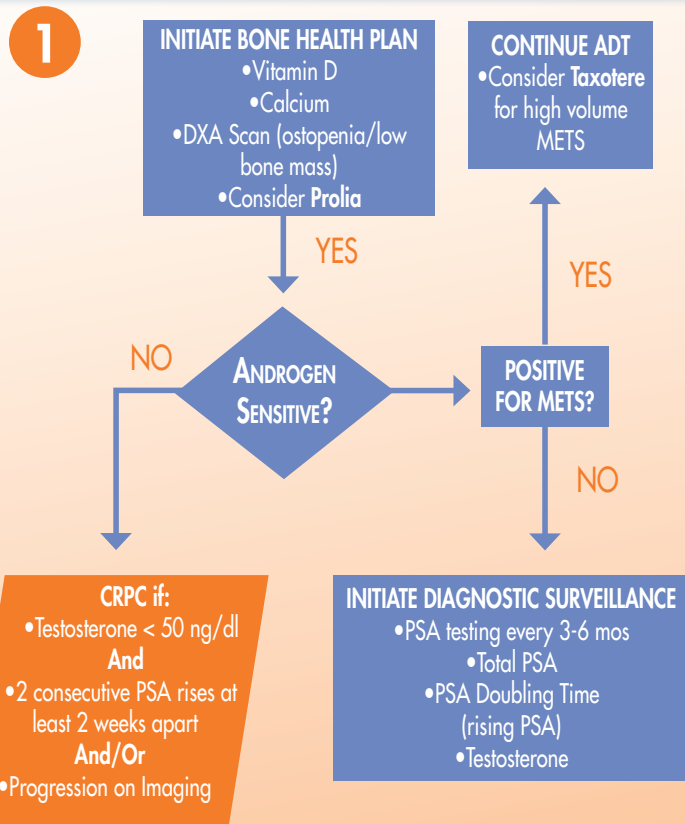 1
INITIATE BONE HEALTH PLAN
•Vitamin D
•Calcium
•DXA Scan (ostopenia/low
bone mass)
•Consider Prolia
CONTINUE ADT
•Consider Taxotere
for high volume
METS
YES
YES
NO
ANDROGEN
SENSITIVE?
POSITIVE
FOR METS?
NO
CRPC if:
•Testosterone < 50 ng/dl
And
•2 consecutive PSA rises at
least 2 weeks apart
And/Or
•Progression on Imaging
INITIATE DIAGNOSTIC SURVEILLANCE
•PSA testing every 3-6 mos
•Total PSA
•PSA Doubling Time
(rising PSA)
•Testosterone